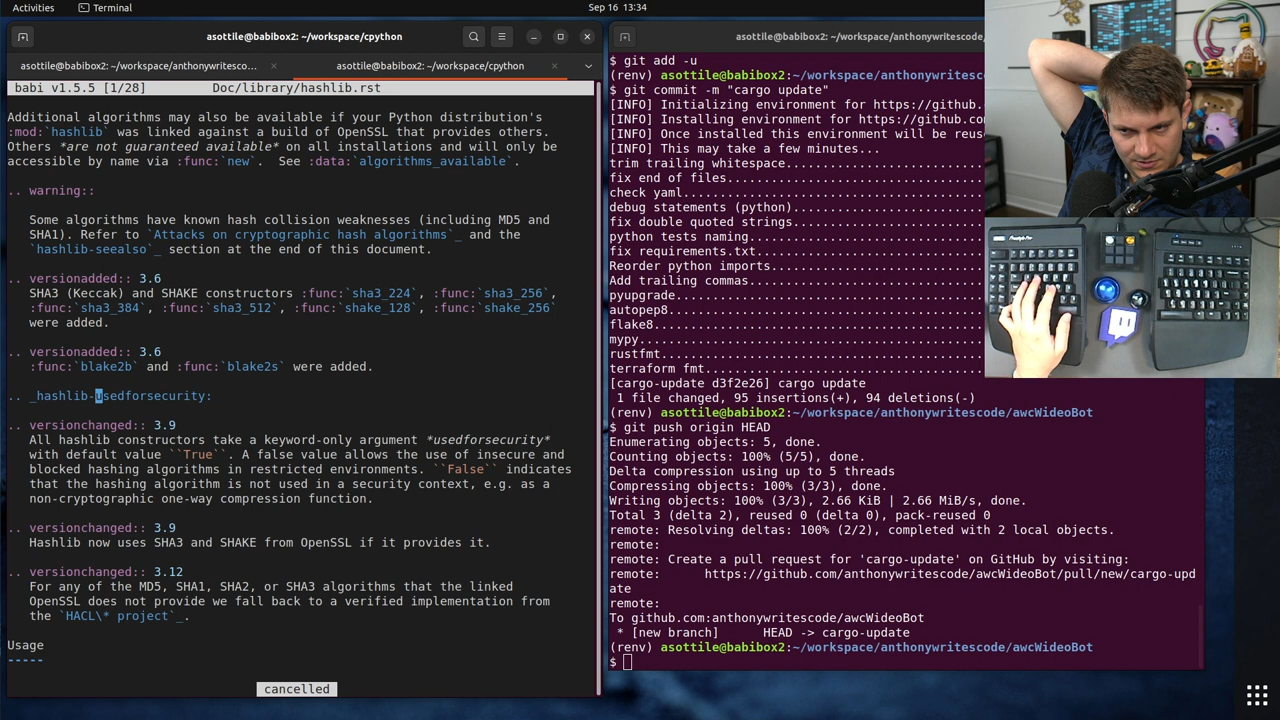 Activities
Terminal
Sep 16 13:34
asottile@babibox2: ~/workspace/cpython
asottile@babibox2: ~/workspace/anthonywritesco…
asottile@babibox2: ~/workspace/cpython
babi v1.5.5 [1/28] Doc/library/hashlib.rst
Additional algorithms may also be available if your Python distribution's
:mod:`hashlib` was linked against a build of OpenSSL that provides others.
Others *are not guaranteed available* on all installations and will only be
accessible by name via :func:`new`.  See :data:`algorithms_available`.
.. warning::
Some algorithms have known hash collision weaknesses (including MD5 and
SHA1). Refer to `Attacks on cryptographic hash algorithms`_ and the
`hashlib-seealso`_ section at the end of this document.
.. versionadded:: 3.6
SHA3 (Keccak) and SHAKE constructors :func:`sha3_224`, :func:`sha3_256`,
:func:`sha3_384`, :func:`sha3_512`, :func:`shake_128`, :func:`shake_256`
were added.
.. versionadded:: 3.6
:func:`blake2b` and :func:`blake2s` were added.
.. _hashlib-usedforsecurity:
.. versionchanged:: 3.9
All hashlib constructors take a keyword-only argument *usedforsecurity*
with default value ``True``. A false value allows the use of insecure and
blocked hashing algorithms in restricted environments. ``False`` indicates
that the hashing algorithm is not used in a security context, e.g. as a
non-cryptographic one-way compression function.
.. versionchanged:: 3.9
Hashlib now uses SHA3 and SHAKE from OpenSSL if it provides it.
.. versionchanged:: 3.12
For any of the MD5, SHA1, SHA2, or SHA3 algorithms that the linked
OpenSSL does not provide we fall back to a verified implementation from
the `HACL\* project`_.
Usage
-----
cancelled
asottile@babibox2: ~/workspace/anthonywritescode/
$ git add -u
(renv) asottile@babibox2:~/workspace/anthonywritesc
$ git commit -m "cargo update"
[INFO] Initializing environment for https://github.
[INFO] Installing environment for https://github.co
[INFO] Once installed this environment will be reus
[INFO] This may take a few minutes...
trim trailing whitespace.........................
fix end of files.................................
check yaml.......................................
debug statements (python)........................
fix double quoted strings........................
python tests naming..............................
fix requirements.txt.............................
Reorder python imports...........................
Add trailing commas..............................
pyupgrade........................................
autopep8.........................................
flake8...........................................
mypy.............................................
rustfmt..........................................
terraform fmt....................................
[cargo-update d3f2e26] cargo update
1 file changed, 95 insertions(+), 94 deletions(-)
(renv) asottile@babibox2:~/workspace/anthonywritescode/awcWideoBot
$ git push origin HEAD
Enumerating objects: 5, done.
Counting objects: 100% (5/5), done.
Delta compression using up to 5 threads
Compressing objects: 100% (3/3), done.
Writing objects: 100% (3/3), 2.66 KiB | 2.66 MiB/s, done.
Total 3 (delta 2), reused 0 (delta 0), pack-reused 0
remote: Resolving deltas: 100% (2/2), completed with 2 local objects.
remote:
remote: Create a pull request for 'cargo-update' on GitHub by visiting:
remote:      https://github.com/anthonywritescode/awcWideoBot/pull/new/cargo-upd
ate
remote:
To github.com:anthonywritescode/awcWideoBot
* [new branch]      HEAD -> cargo-update
(renv) asottile@babibox2:~/workspace/anthonywritescode/awcWideoBot
$